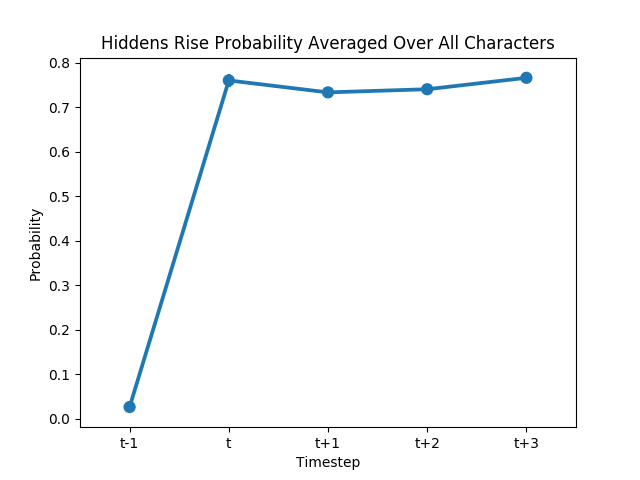 Hiddens Rise Probability Averaged Over All Characters
0.8
0.7
0.6
0.5
0.4
0.3
0.2
0.1
0.0
Probability
t-1 t t+1 t+2 t+3
Timestep